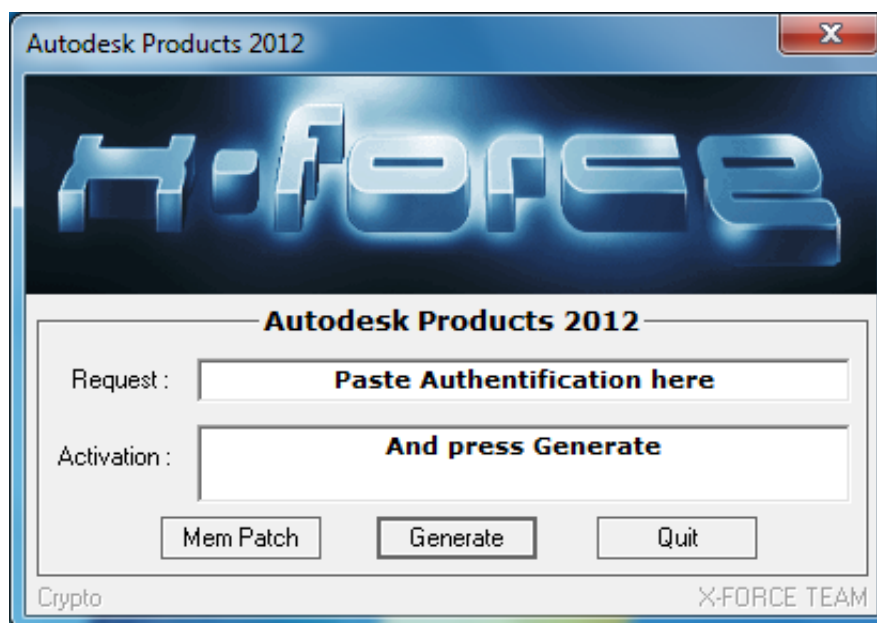 Autodesk Products 2012
x-force
Autodesk Products 2012
Request :
Paste Authentification here
Activation :
And press Generate
Mem Patch
Generate
Quit
Crypto
X-FORCE TEAM